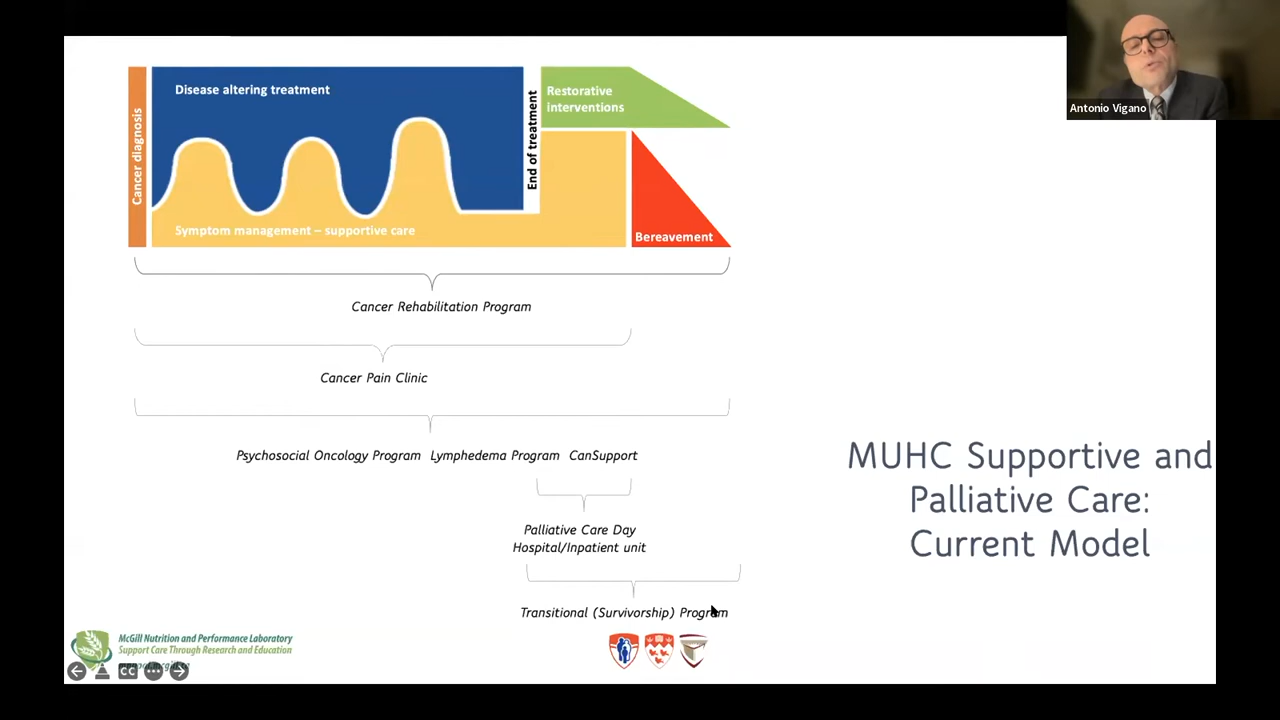 Antonio Vigano
Disease altering treatment
Restorative
interventions
Cancer diagnosis
End of treatment
Symptom management – supportive care
Bereavement
Cancer Rehabilitation Program
Cancer Pain Clinic
Psychosocial Oncology Program Lymphedema Program CanSupport
Palliative Care Day
Hospital/Inpatient unit
Transitional (Survivorship) Program
MUHC Supportive and
Palliative Care:
Current Model
McGill Nutrition and Performance Laboratory
Support Care Through Research and Education
CC